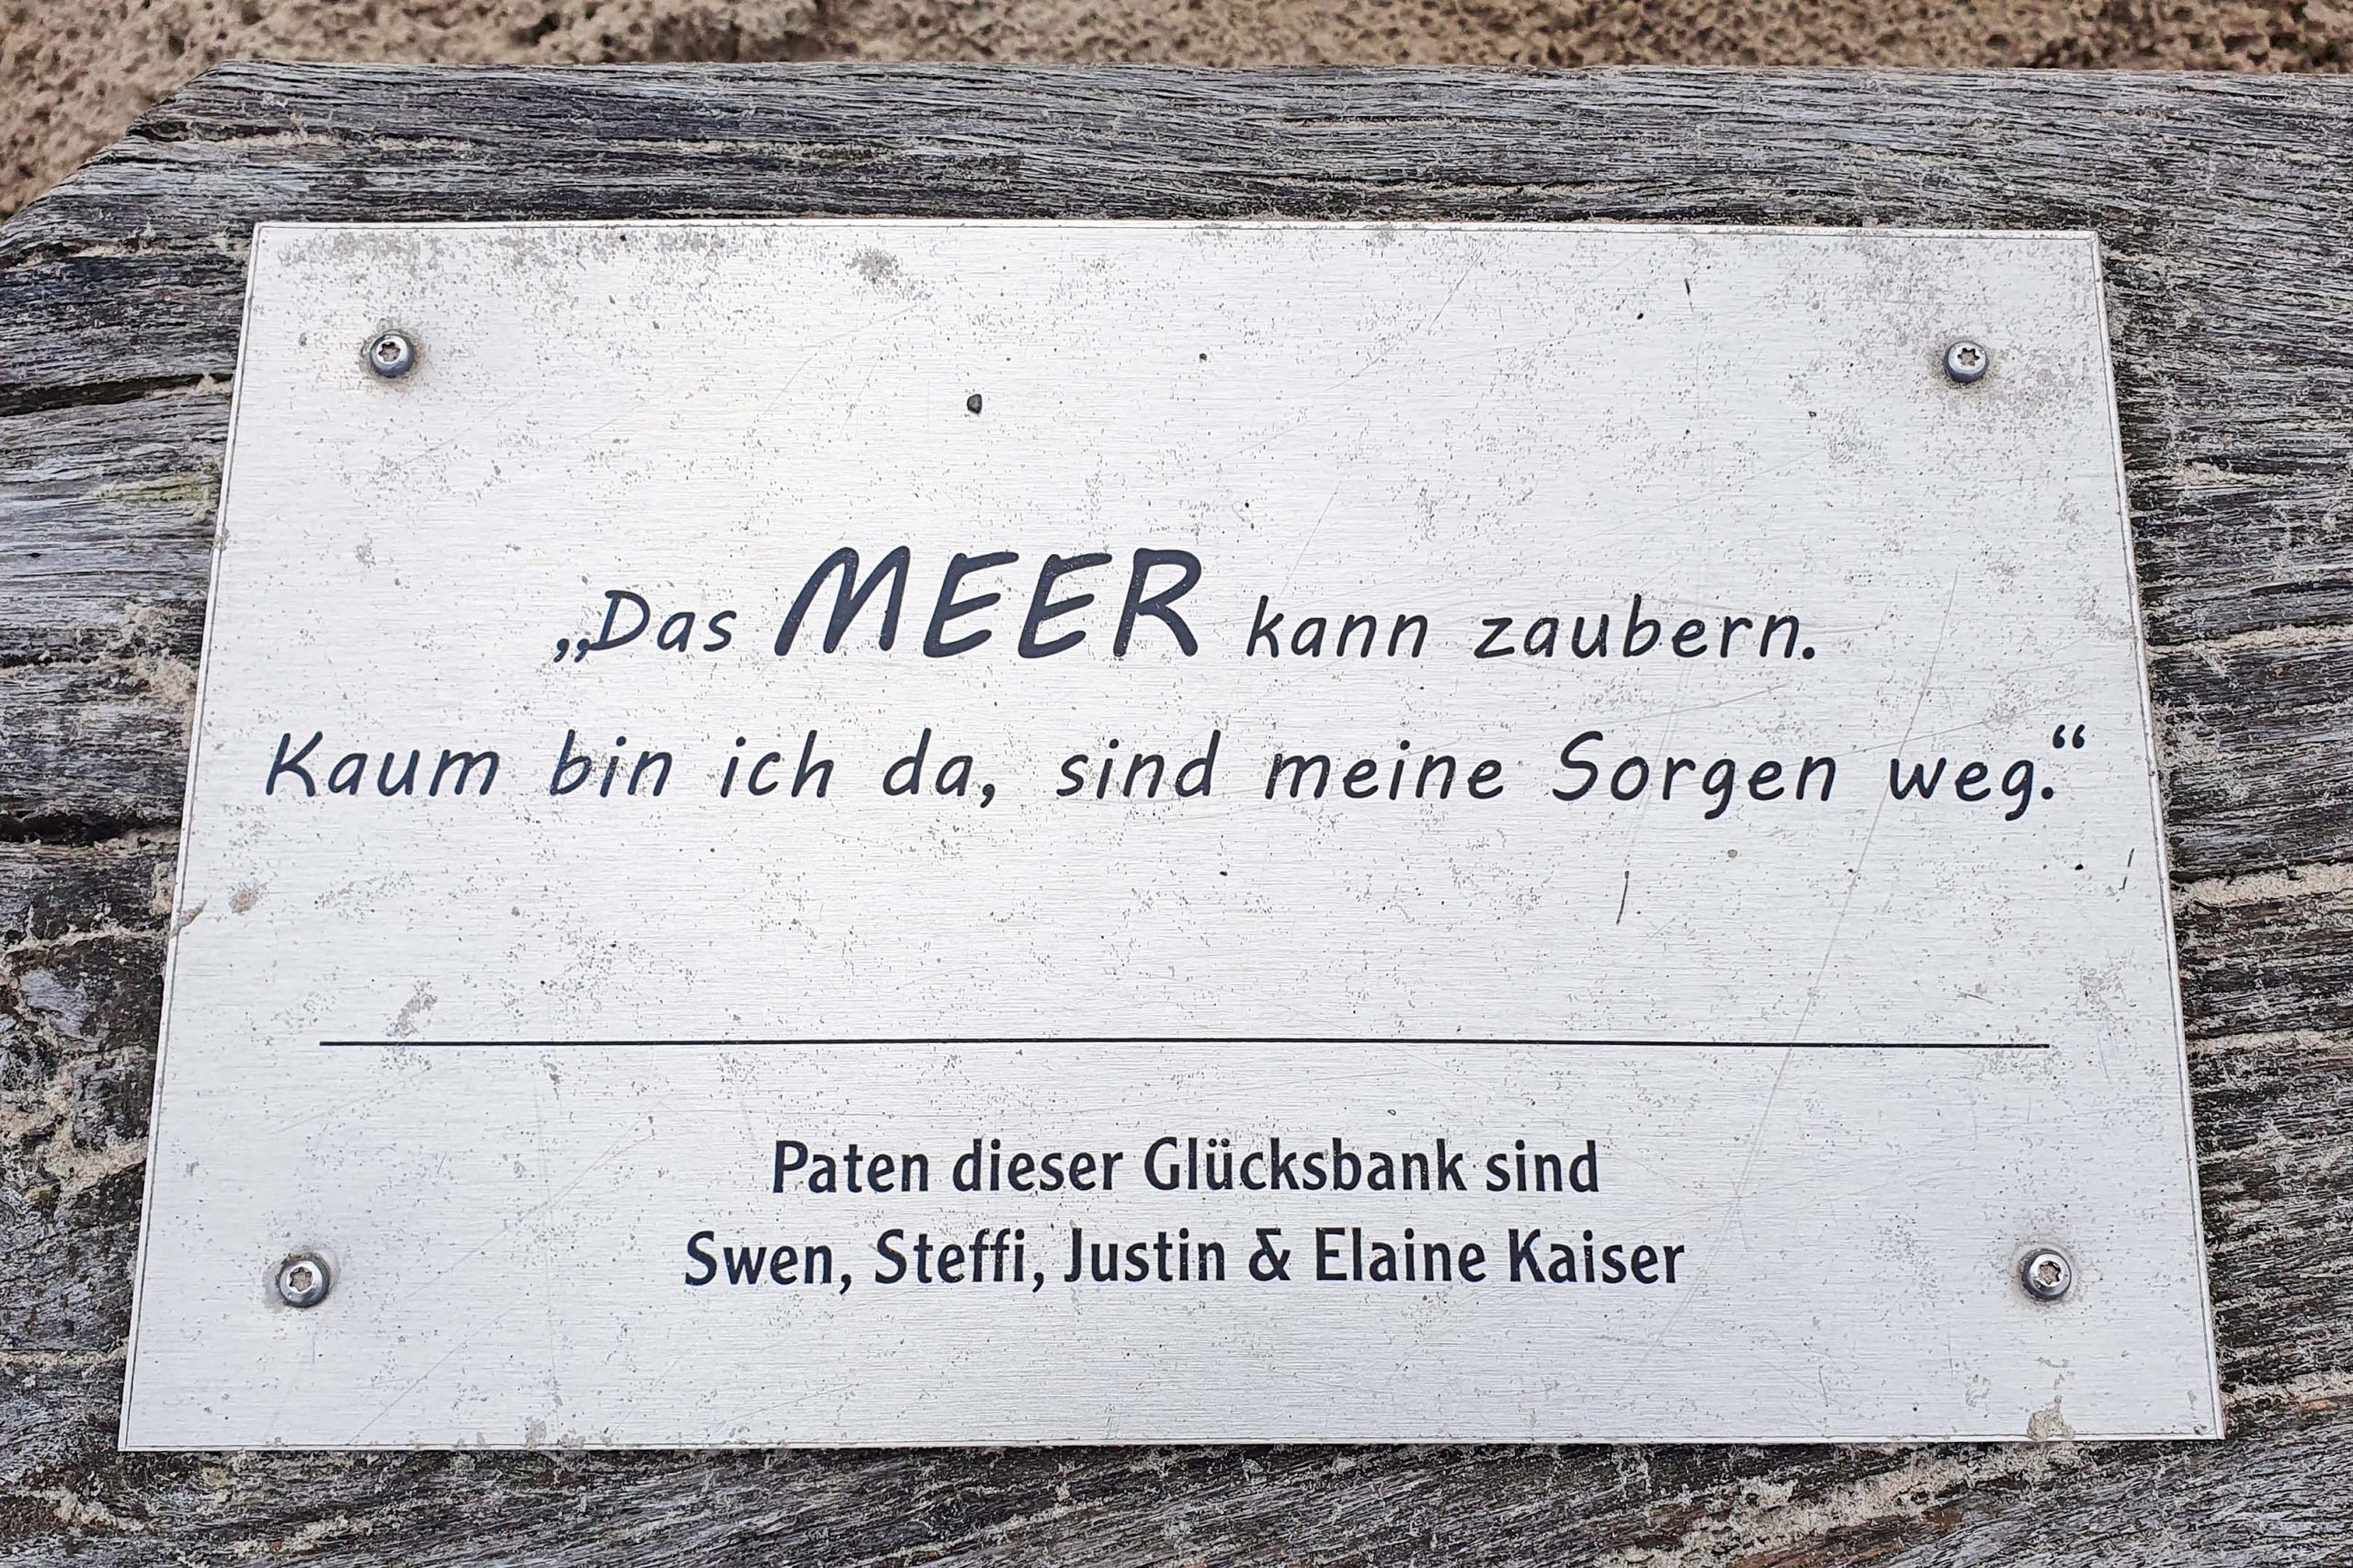 „Das MEER kann zaubern.
Kaum bin ich da, sind meine Sorgen weg.“
Paten dieser Glücksbank sind
Swen, Steffi, Justin & Elaine Kaiser